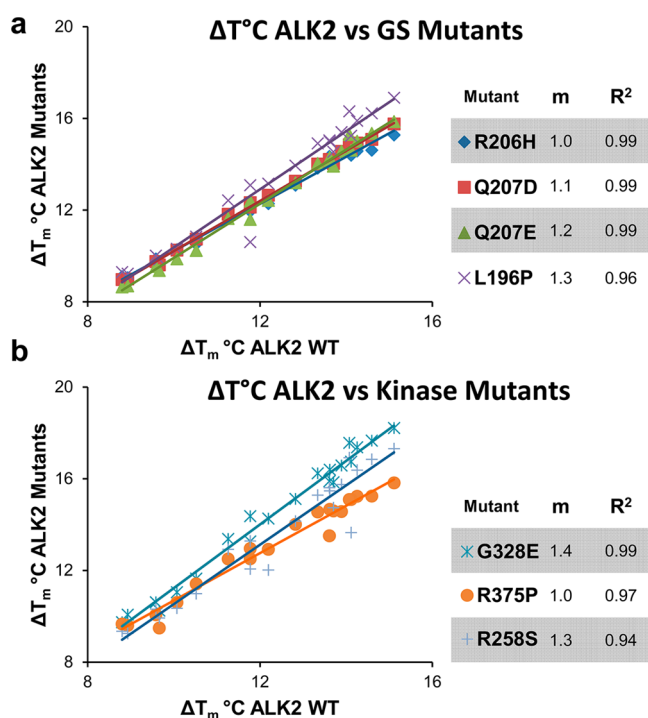 a
ΔT°C ALK2 vs GS Mutants
20
16
12
8
8 12 16
ΔTm °C ALK2 Mutants
ΔTm °C ALK2 WT
Mutant m R²
R206H 1.0 0.99
Q207D 1.1 0.99
Q207E 1.2 0.99
L196P 1.3 0.96
b
ΔT°C ALK2 vs Kinase Mutants
20
16
12
8
8 12 16
ΔTm °C ALK2 Mutants
ΔTm °C ALK2 WT
Mutant m R²
G328E 1.4 0.99
R375P 1.0 0.97
R258S 1.3 0.94